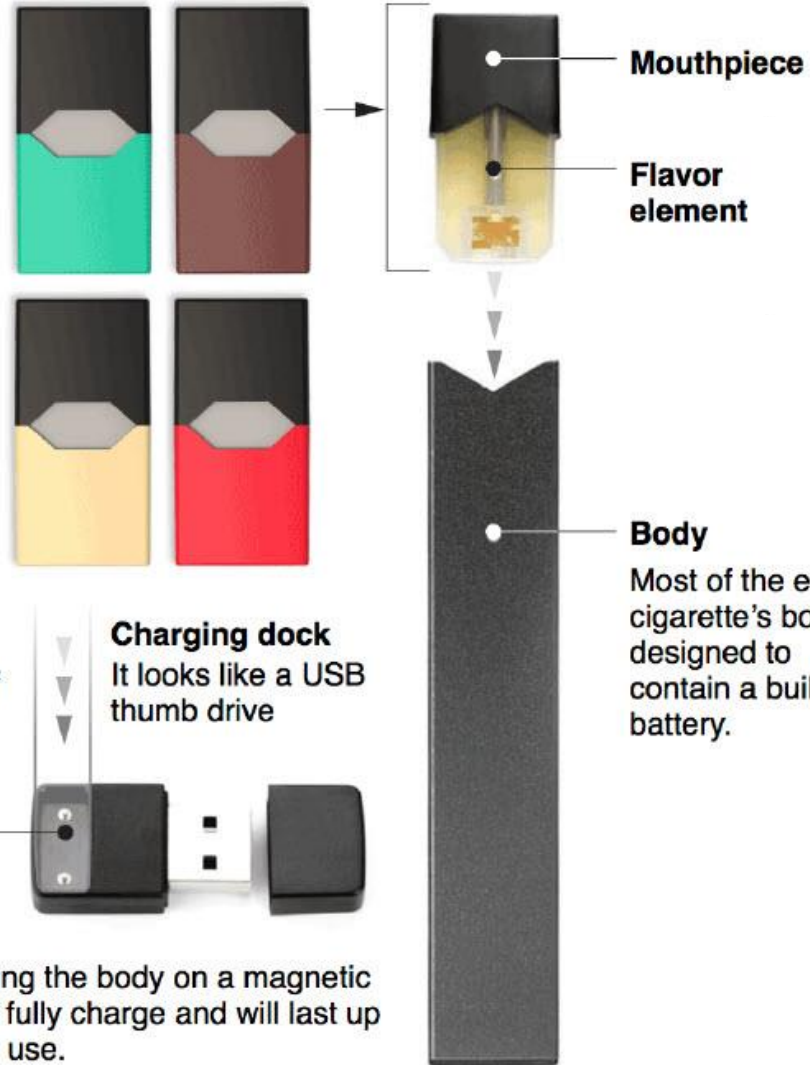 Mouthpiece
Flavor
element
Body
Most of the e
cigarette's bo
designed to
contain a buil
battery.
Charging dock
It looks like a USB
thumb drive
ng the body on a magnetic
fully charge and will last up
use.